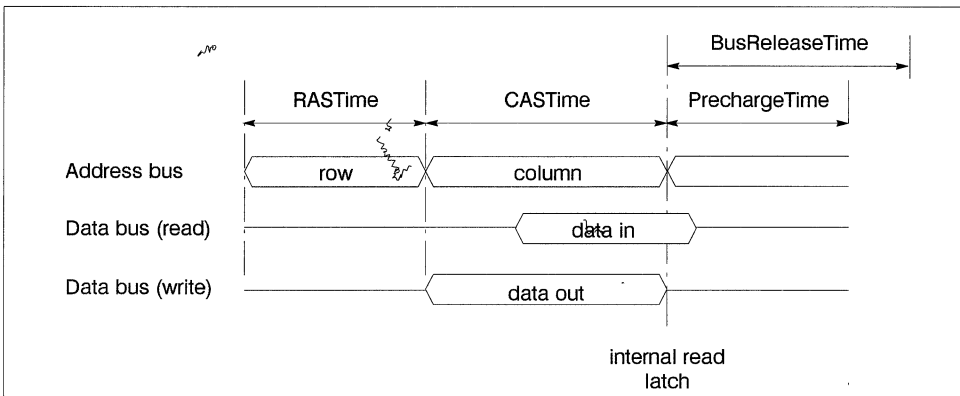 BusReleaseTime
RASTime CASTime PrechargeTime
Address bus row column
Data bus (read) data in
Data bus (write) data out
internal read
latch